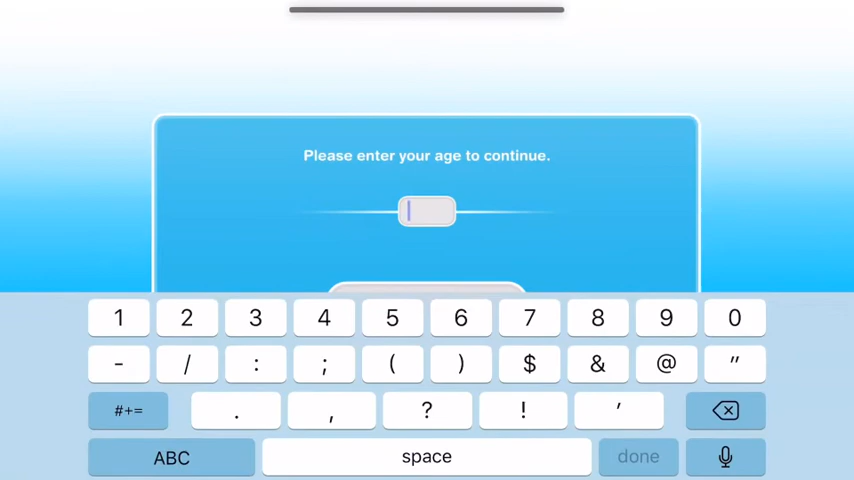 Please enter your age to continue.
1 2 3 4 5 6 7 8 9 0
- / : ; ( ) $ & @ "
#+= . , ? ! '
ABC space done